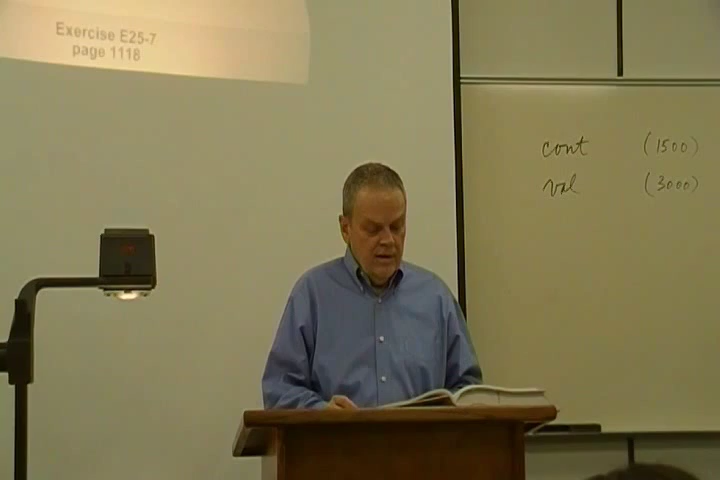 Exercise E25-7
page 1118
cont (1500)
val (3000)